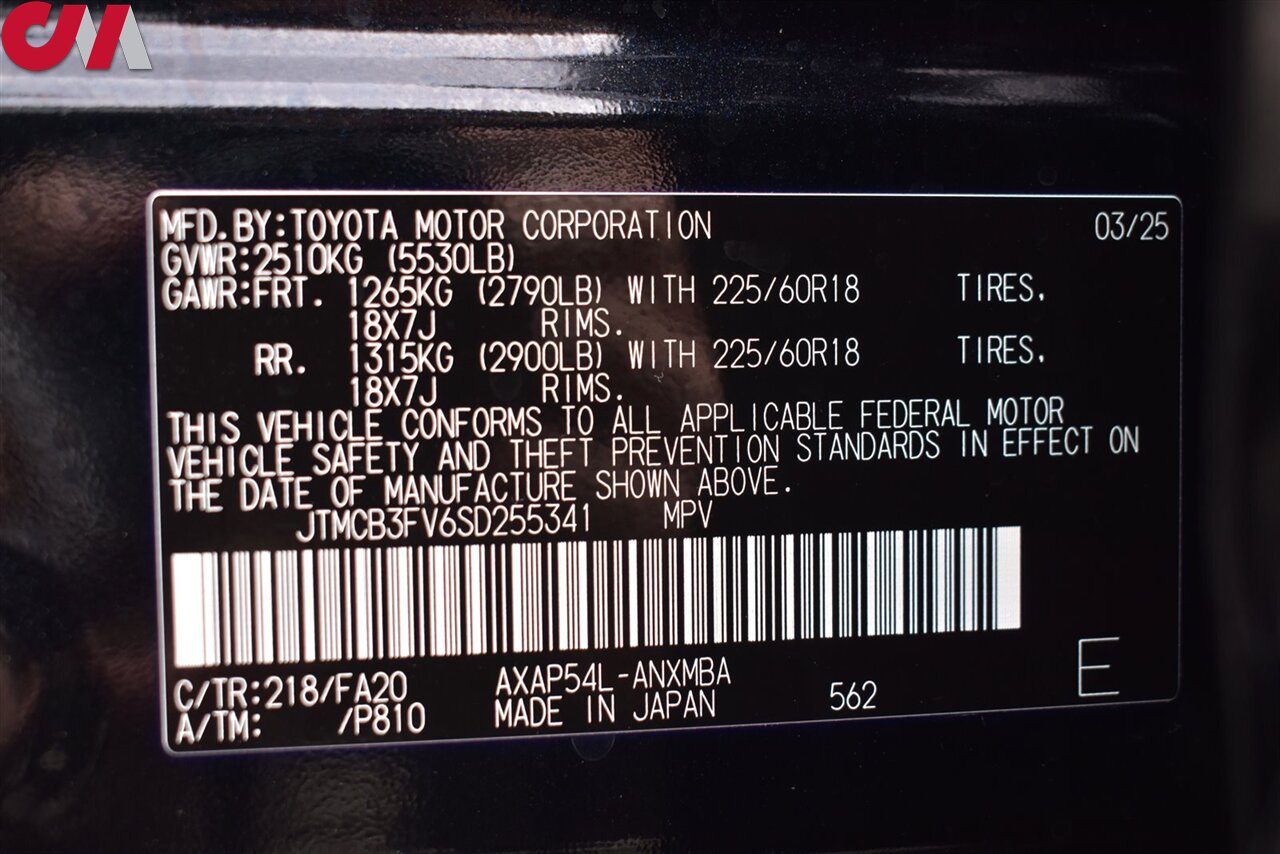 CMA
MFD.BY:TOYOTA MOTOR CORPORATION 03/25
GVWR:2510KG (5530LB)
GAWR:FRT. 1265KG (2790LB) WITH 225/60R18 TIRES.
18X7J RIMS.
RR. 1315KG (2900LB) WITH 225/60R18 TIRES.
18X7J RIMS.
THIS VEHICLE CONFORMS TO ALL APPLICABLE FEDERAL MOTOR
VEHICLE SAFETY AND THEFT PREVENTION STANDARDS IN EFFECT ON
THE DATE OF MANUFACTURE SHOWN ABOVE.
JTMCB3FV6SD255341 MPV
C/TR:218/FA20 AXAP54L-ANXMBA 562 E
A/TM: /P810 MADE IN JAPAN